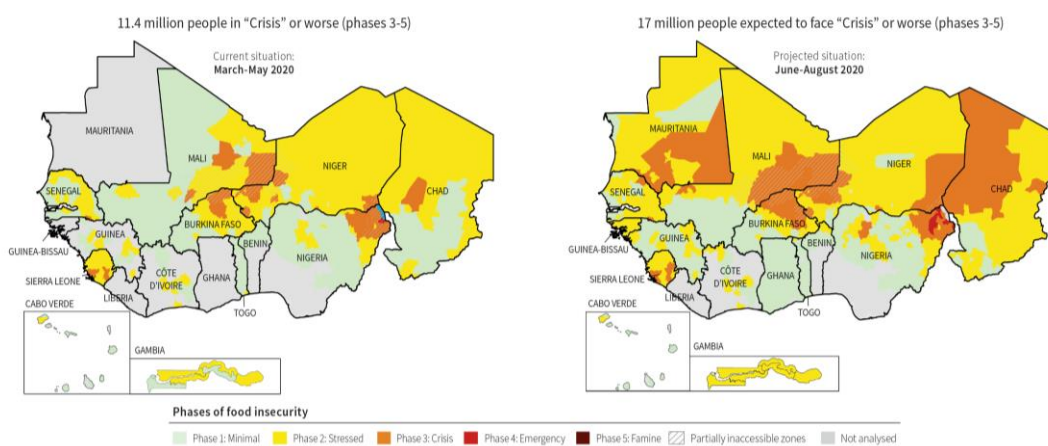 11.4 million people in “Crisis” or worse (phases 3-5)
Current situation:
March-May 2020
MAURITANIA
MALI
NIGER
CHAD
SENEGAL
BURKINA FASO
GUINEA
BENIN
NIGERIA
GUINEA-BISSAU
CÔTE
D'IVOIRE
GHANA
SIERRA LEONE
LIBERIA
TOGO
CABO VERDE
GAMBIA
17 million people expected to face “Crisis” or worse (phases 3-5)
Projected situation:
June-August 2020
MAURITANIA
MALI
NIGER
CHAD
SENEGAL
BURKINA FASO
GUINEA
BENIN
NIGERIA
GUINEA-BISSAU
CÔTE
D'IVOIRE
GHANA
SIERRA LEONE
LIBERIA
TOGO
CABO VERDE
GAMBIA
Phases of food insecurity
Phase 1: Minimal
Phase 2: Stressed
Phase 3: Crisis
Phase 4: Emergency
Phase 5: Famine
Partially inaccessible zones
Not analysed